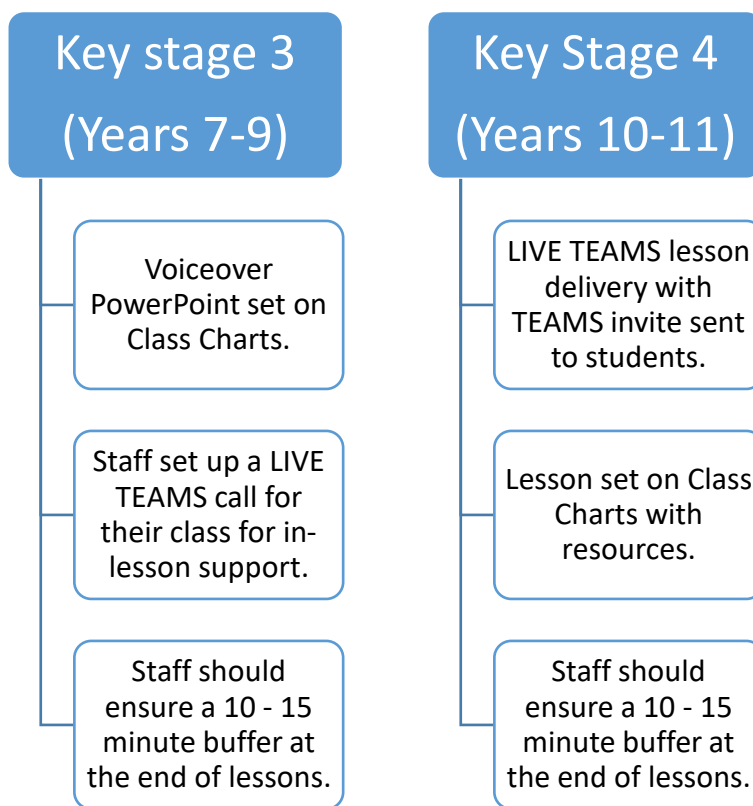 Key stage 3
(Years 7-9)
Voiceover
PowerPoint set on
Class Charts.
Staff set up a LIVE
TEAMS call for
their class for in-
lesson support.
Staff should
ensure a 10 - 15
minute buffer at
the end of lessons.
Key Stage 4
(Years 10-11)
LIVE TEAMS lesson
delivery with
TEAMS invite sent
to students.
Lesson set on Class
Charts with
resources.
Staff should
ensure a 10 - 15
minute buffer at
the end of lessons.